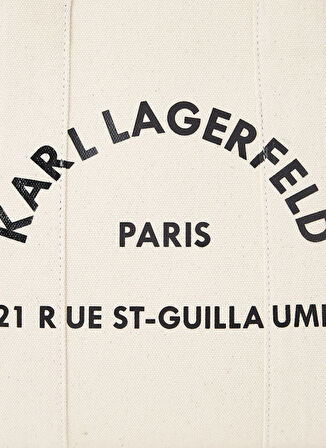 KARL LAGERFELD
PARIS
21 RUE ST-GUILLAUME